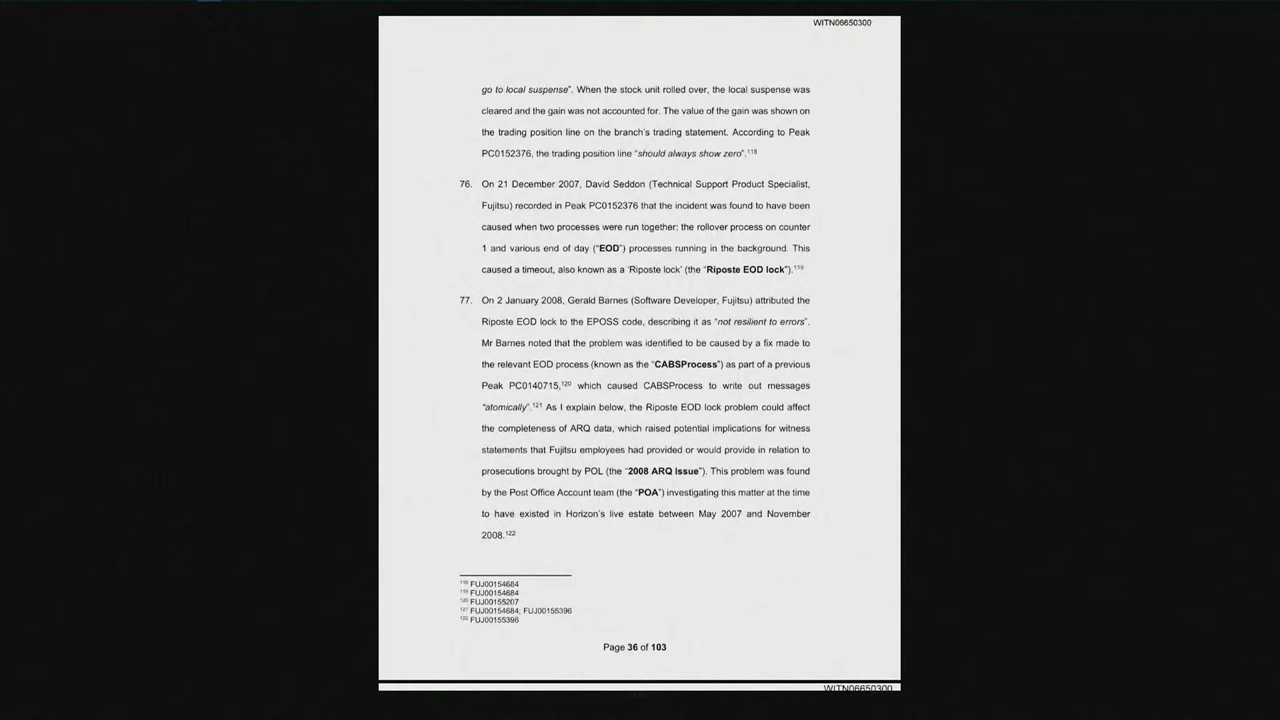 WITN06650300
go to local suspense". When the stock unit rolled over, the local suspense was
cleared and the gain was not accounted for. The value of the gain was shown on
the trading position line on the branch's trading statement. According to Peak
PC0152376, the trading position line "should always show zero".118
76. On 21 December 2007, David Seddon (Technical Support Product Specialist,
Fujitsu) recorded in Peak PC0152376 that the incident was found to have been
caused when two processes were run together: the rollover process on counter
1 and various end of day ("EOD") processes running in the background. This
caused a timeout, also known as a 'Riposte lock' (the "Riposte EOD lock").119
77. On 2 January 2008, Gerald Barnes (Software Developer, Fujitsu) attributed the
Riposte EOD lock to the EPOSS code, describing it as "not resilient to errors".
Mr Barnes noted that the problem was identified to be caused by a fix made to
the relevant EOD process (known as the "CABSProcess") as part of a previous
Peak PC0140715,120 which caused CABSProcess to write out messages
"atomically".121 As I explain below, the Riposte EOD lock problem could affect
the completeness of ARQ data, which raised potential implications for witness
statements that Fujitsu employees had provided or would provide in relation to
prosecutions brought by POL (the "2008 ARQ Issue"). This problem was found
by the Post Office Account team (the "POA") investigating this matter at the time
to have existed in Horizon's live estate between May 2007 and November
2008.122
118 FUJ00154684
119 FUJ00154684
120 FUJ00155207
121 FUJ00154684; FUJ00155396
122 FUJ00155396
Page 36 of 103
WITN06650300